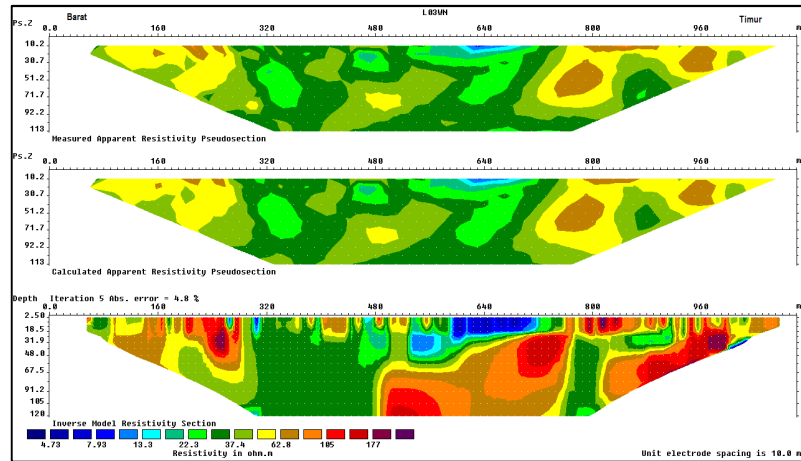 L03WN
Barat Timur
Ps.Z 0.0 160 320 480 640 800 960 m
10.2
30.7
51.2
71.7
92.2
113
Measured Apparent Resistivity Pseudosection
Ps.Z 0.0 160 320 480 640 800 960 m
10.2
30.7
51.2
71.7
92.2
113
Calculated Apparent Resistivity Pseudosection
Depth Iteration 5 Abs. error = 4.8 %
0.0 160 320 480 640 800 960 m
2.50
18.5
31.9
48.0
67.5
91.2
105
120
Inverse Model Resistivity Section
4.73 7.93 13.3 22.3 37.4 62.8 105 177
Resistivity in ohm.m Unit electrode spacing is 10.0 m